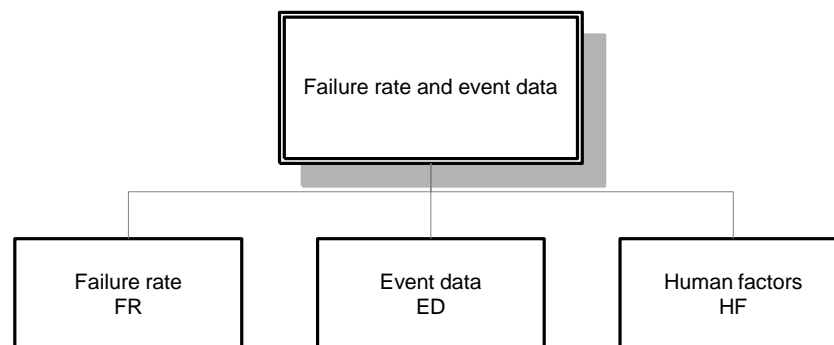 Failure rate and event data
Failure rate
FR
Event data
ED
Human factors
HF